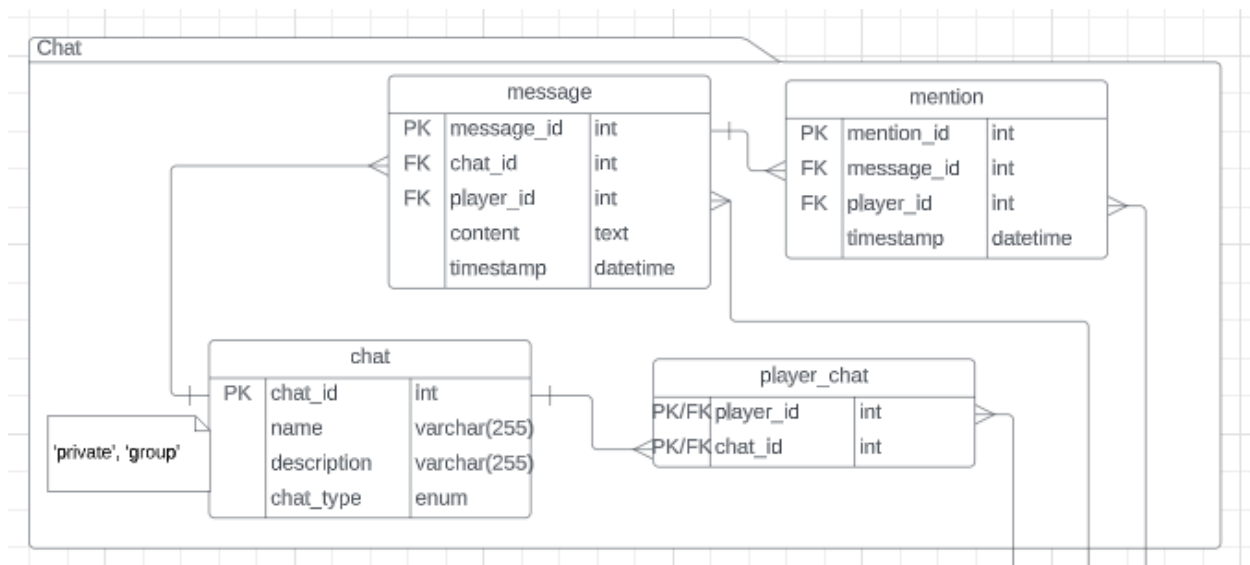 Chat
message
PK message_id int
FK chat_id int
FK player_id int
content text
timestamp datetime
mention
PK mention_id int
FK message_id int
FK player_id int
timestamp datetime
chat
PK chat_id int
name varchar(255)
description varchar(255)
chat_type enum
'private', 'group'
player_chat
PK/FK player_id int
PK/FK chat_id int